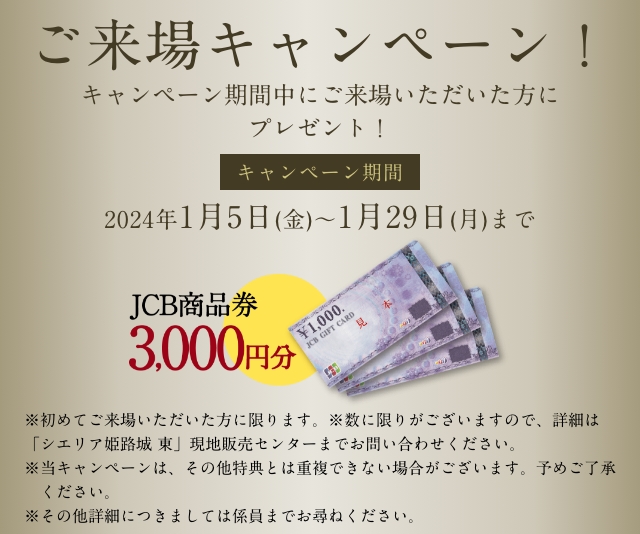 ご来場キャンペーン！
キャンペーン期間中にご来場いただいた方に
プレゼント！
キャンペーン期間
2024年1月5日(金)～1月29日(月)まで
JCB商品券
3,000円分
¥1,000.
JCB GIFT CARD
見本
JCB
※初めてご来場いただいた方に限ります。※数に限りがございますので、詳細は
「シエリア姫路城 東」現地販売センターまでお問い合わせください。
※当キャンペーンは、その他特典とは重複できない場合がございます。予めご了承
ください。
※その他詳細につきましては係員までお尋ねください。